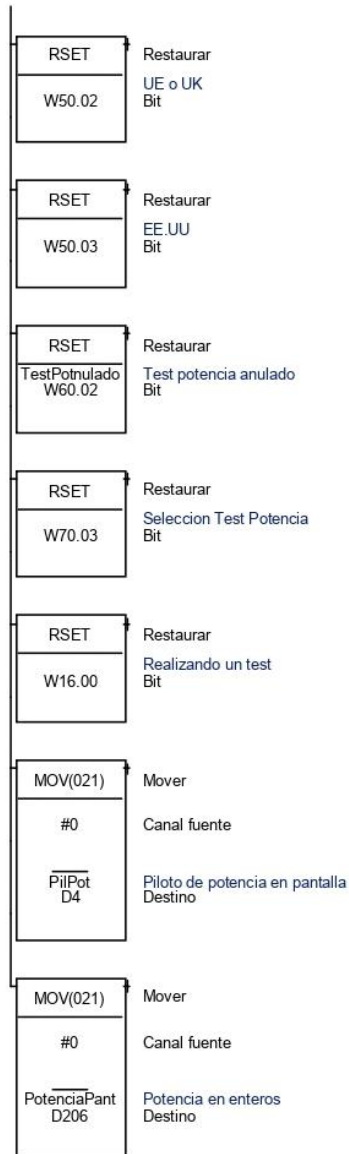 RSET Restaurar
UE o UK
W50.02 Bit
RSET Restaurar
EE.UU
W50.03 Bit
RSET Restaurar
TestPotnulado Test potencia anulado
W60.02 Bit
RSET Restaurar
Seleccion Test Potencia
W70.03 Bit
RSET Restaurar
Realizando un test
W16.00 Bit
MOV(021) Mover
#0 Canal fuente
PilPot Piloto de potencia en pantalla
D4 Destino
MOV(021) Mover
#0 Canal fuente
PotenciaPant Potencia en enteros
D206 Destino